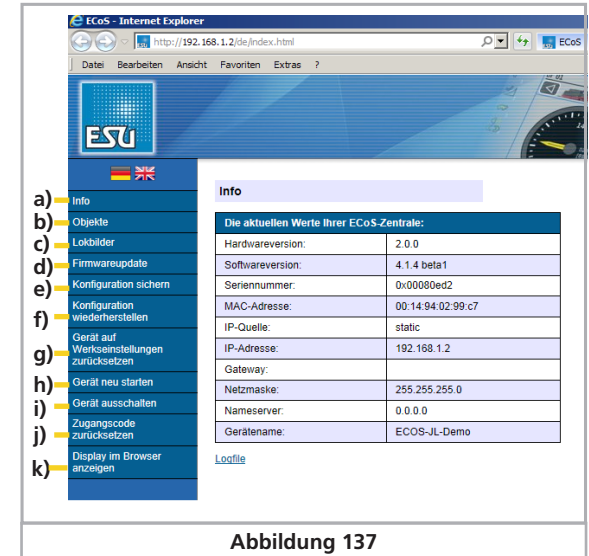 ECoS - Internet Explorer
http://192.168.1.2/de/index.html
ECoS
Datei Bearbeiten Ansicht Favoriten Extras ?
ESU
a) Info
b) Objekte
c) Lokbilder
d) Firmwareupdate
e) Konfiguration sichern
f) Konfiguration
wiederherstellen
g) Gerät auf
Werkseinstellungen
zurücksetzen
h) Gerät neu starten
i) Gerät ausschalten
j) Zugangscode
zurücksetzen
k) Display im Browser
anzeigen
Info
Die aktuellen Werte Ihrer ECoS-Zentrale:
Hardwareversion: 2.0.0
Softwareversion: 4.1.4 beta1
Seriennummer: 0x00080ed2
MAC-Adresse: 00:14:94:02:99:c7
IP-Quelle: static
IP-Adresse: 192.168.1.2
Gateway:
Netzmaske: 255.255.255.0
Nameserver: 0.0.0.0
Gerätename: ECOS-JL-Demo
Logfile
Abbildung 137